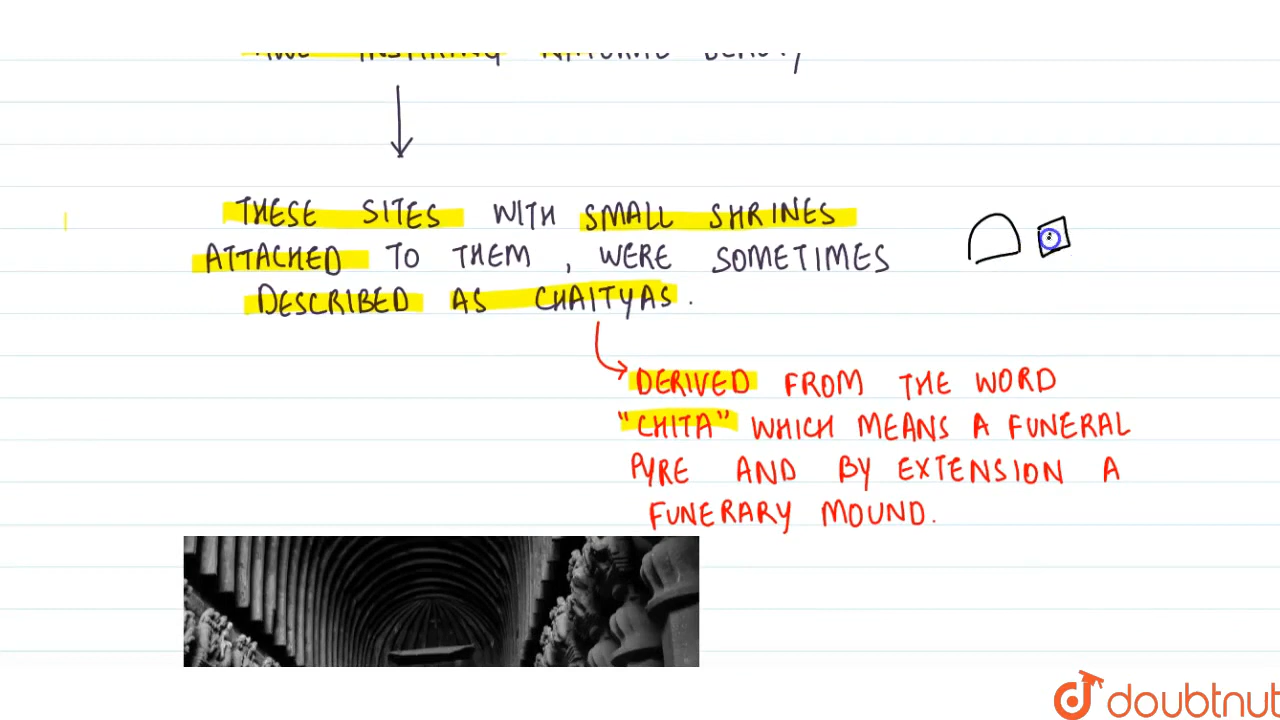 THESE SITES WITH SMALL SHRINES
ATTACHED TO THEM , WERE SOMETIMES
DESCRIBED AS CHAITYAS .
DERIVED FROM THE WORD
"CHITA" WHICH MEANS A FUNERAL
PYRE AND BY EXTENSION A
FUNERARY MOUND.
doubtnut